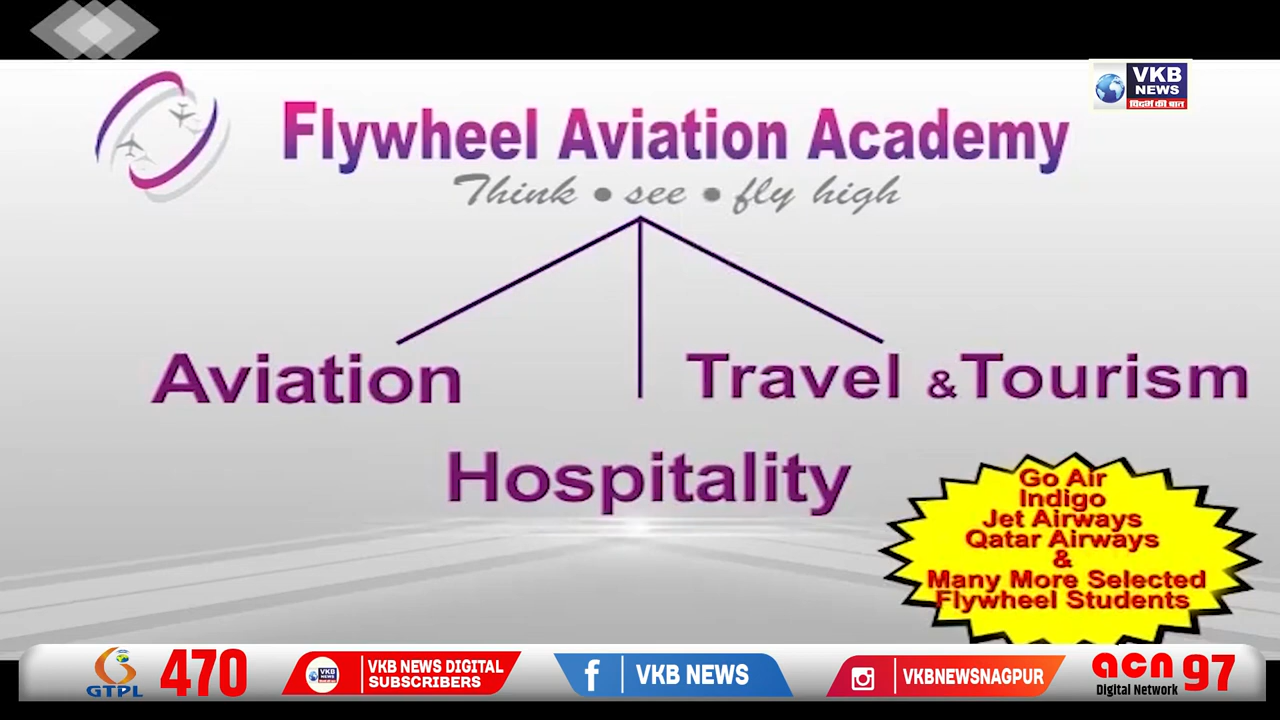 VKB
NEWS
विदर्भ की बात
Flywheel Aviation Academy
Think • see • fly high
Aviation
Travel & Tourism
Hospitality
Go Air
Indigo
Jet Airways
Qatar Airways
&
Many More Selected
Flywheel Students
GTPL 470
VKB NEWS
VKB NEWS DIGITAL
SUBSCRIBERS
f VKB NEWS
VKBNEWSNAGPUR
acn 97
Digital Network